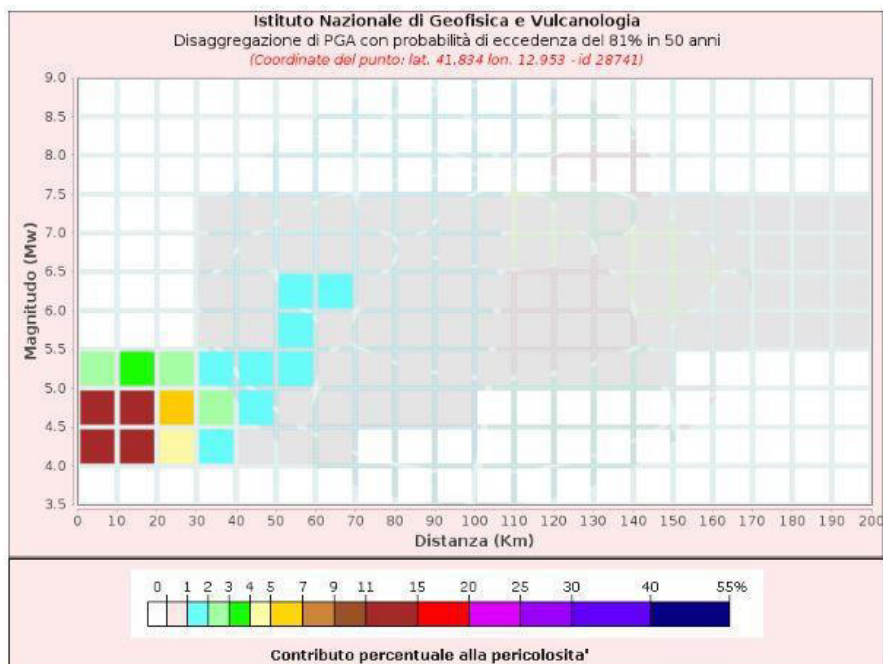 Istituto Nazionale di Geofisica e Vulcanologia
Disaggregazione di PGA con probabilità di eccedenza del 81% in 50 anni
(Coordinate del punto: lat. 41.834 lon. 12.953 - id 28741)
9.0
8.5
8.0
7.5
7.0
6.5
6.0
5.5
5.0
4.5
4.0
3.5
Magnitudo (Mw)
0 10 20 30 40 50 60 70 80 90 100 110 120 130 140 150 160 170 180 190 200
Distanza (Km)
0 1 2 3 4 5 7 9 11 15 20 25 30 40 55%
Contributo percentuale alla pericolosita'